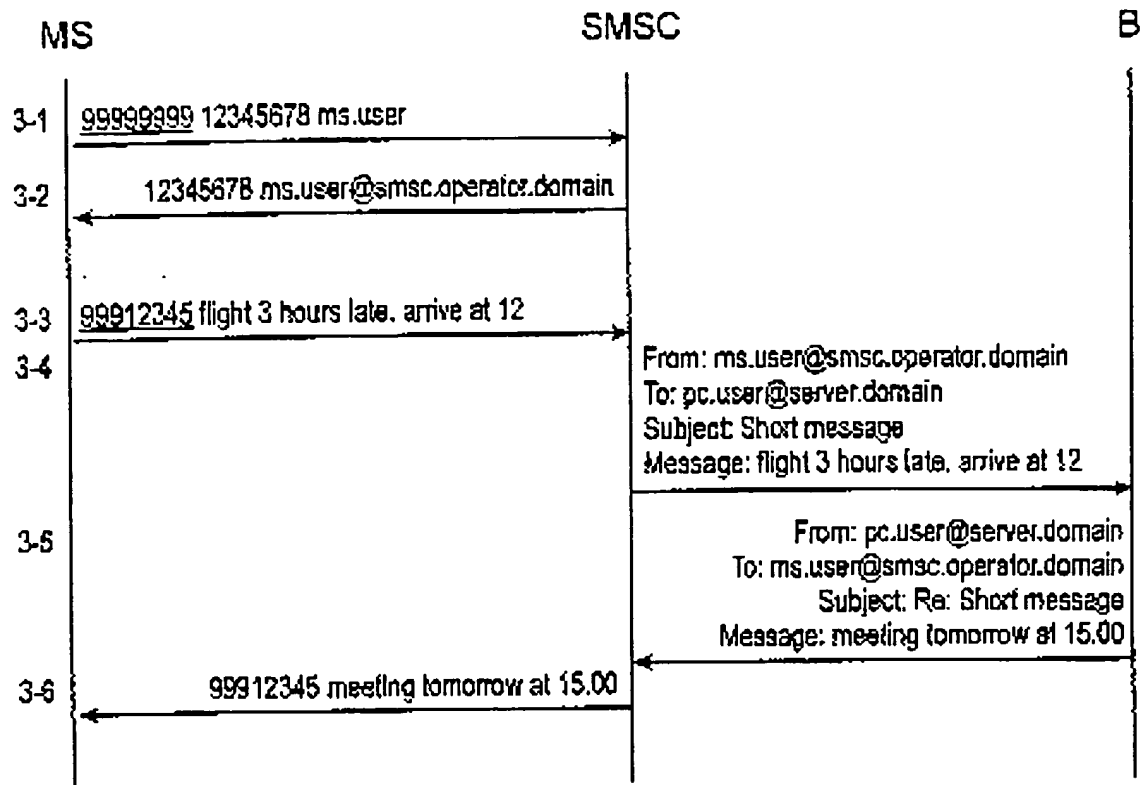 MS
SMSC
B
3-1
99999999 12345678 ms.user
3-2
12345678 ms.user@smsc.operator.domain
3-3
99912345 flight 3 hours late, arrive at 12
3-4
From: ms.user@smsc.operator.domain
To: pc.user@server.domain
Subject: Short message
Message: flight 3 hours late, arrive at 12
3-5
From: pc.user@server.domain
To: ms.user@smsc.operator.domain
Subject: Re: Short message
Message: meeting tomorrow at 15.00
3-6
99912345 meeting tomorrow at 15.00